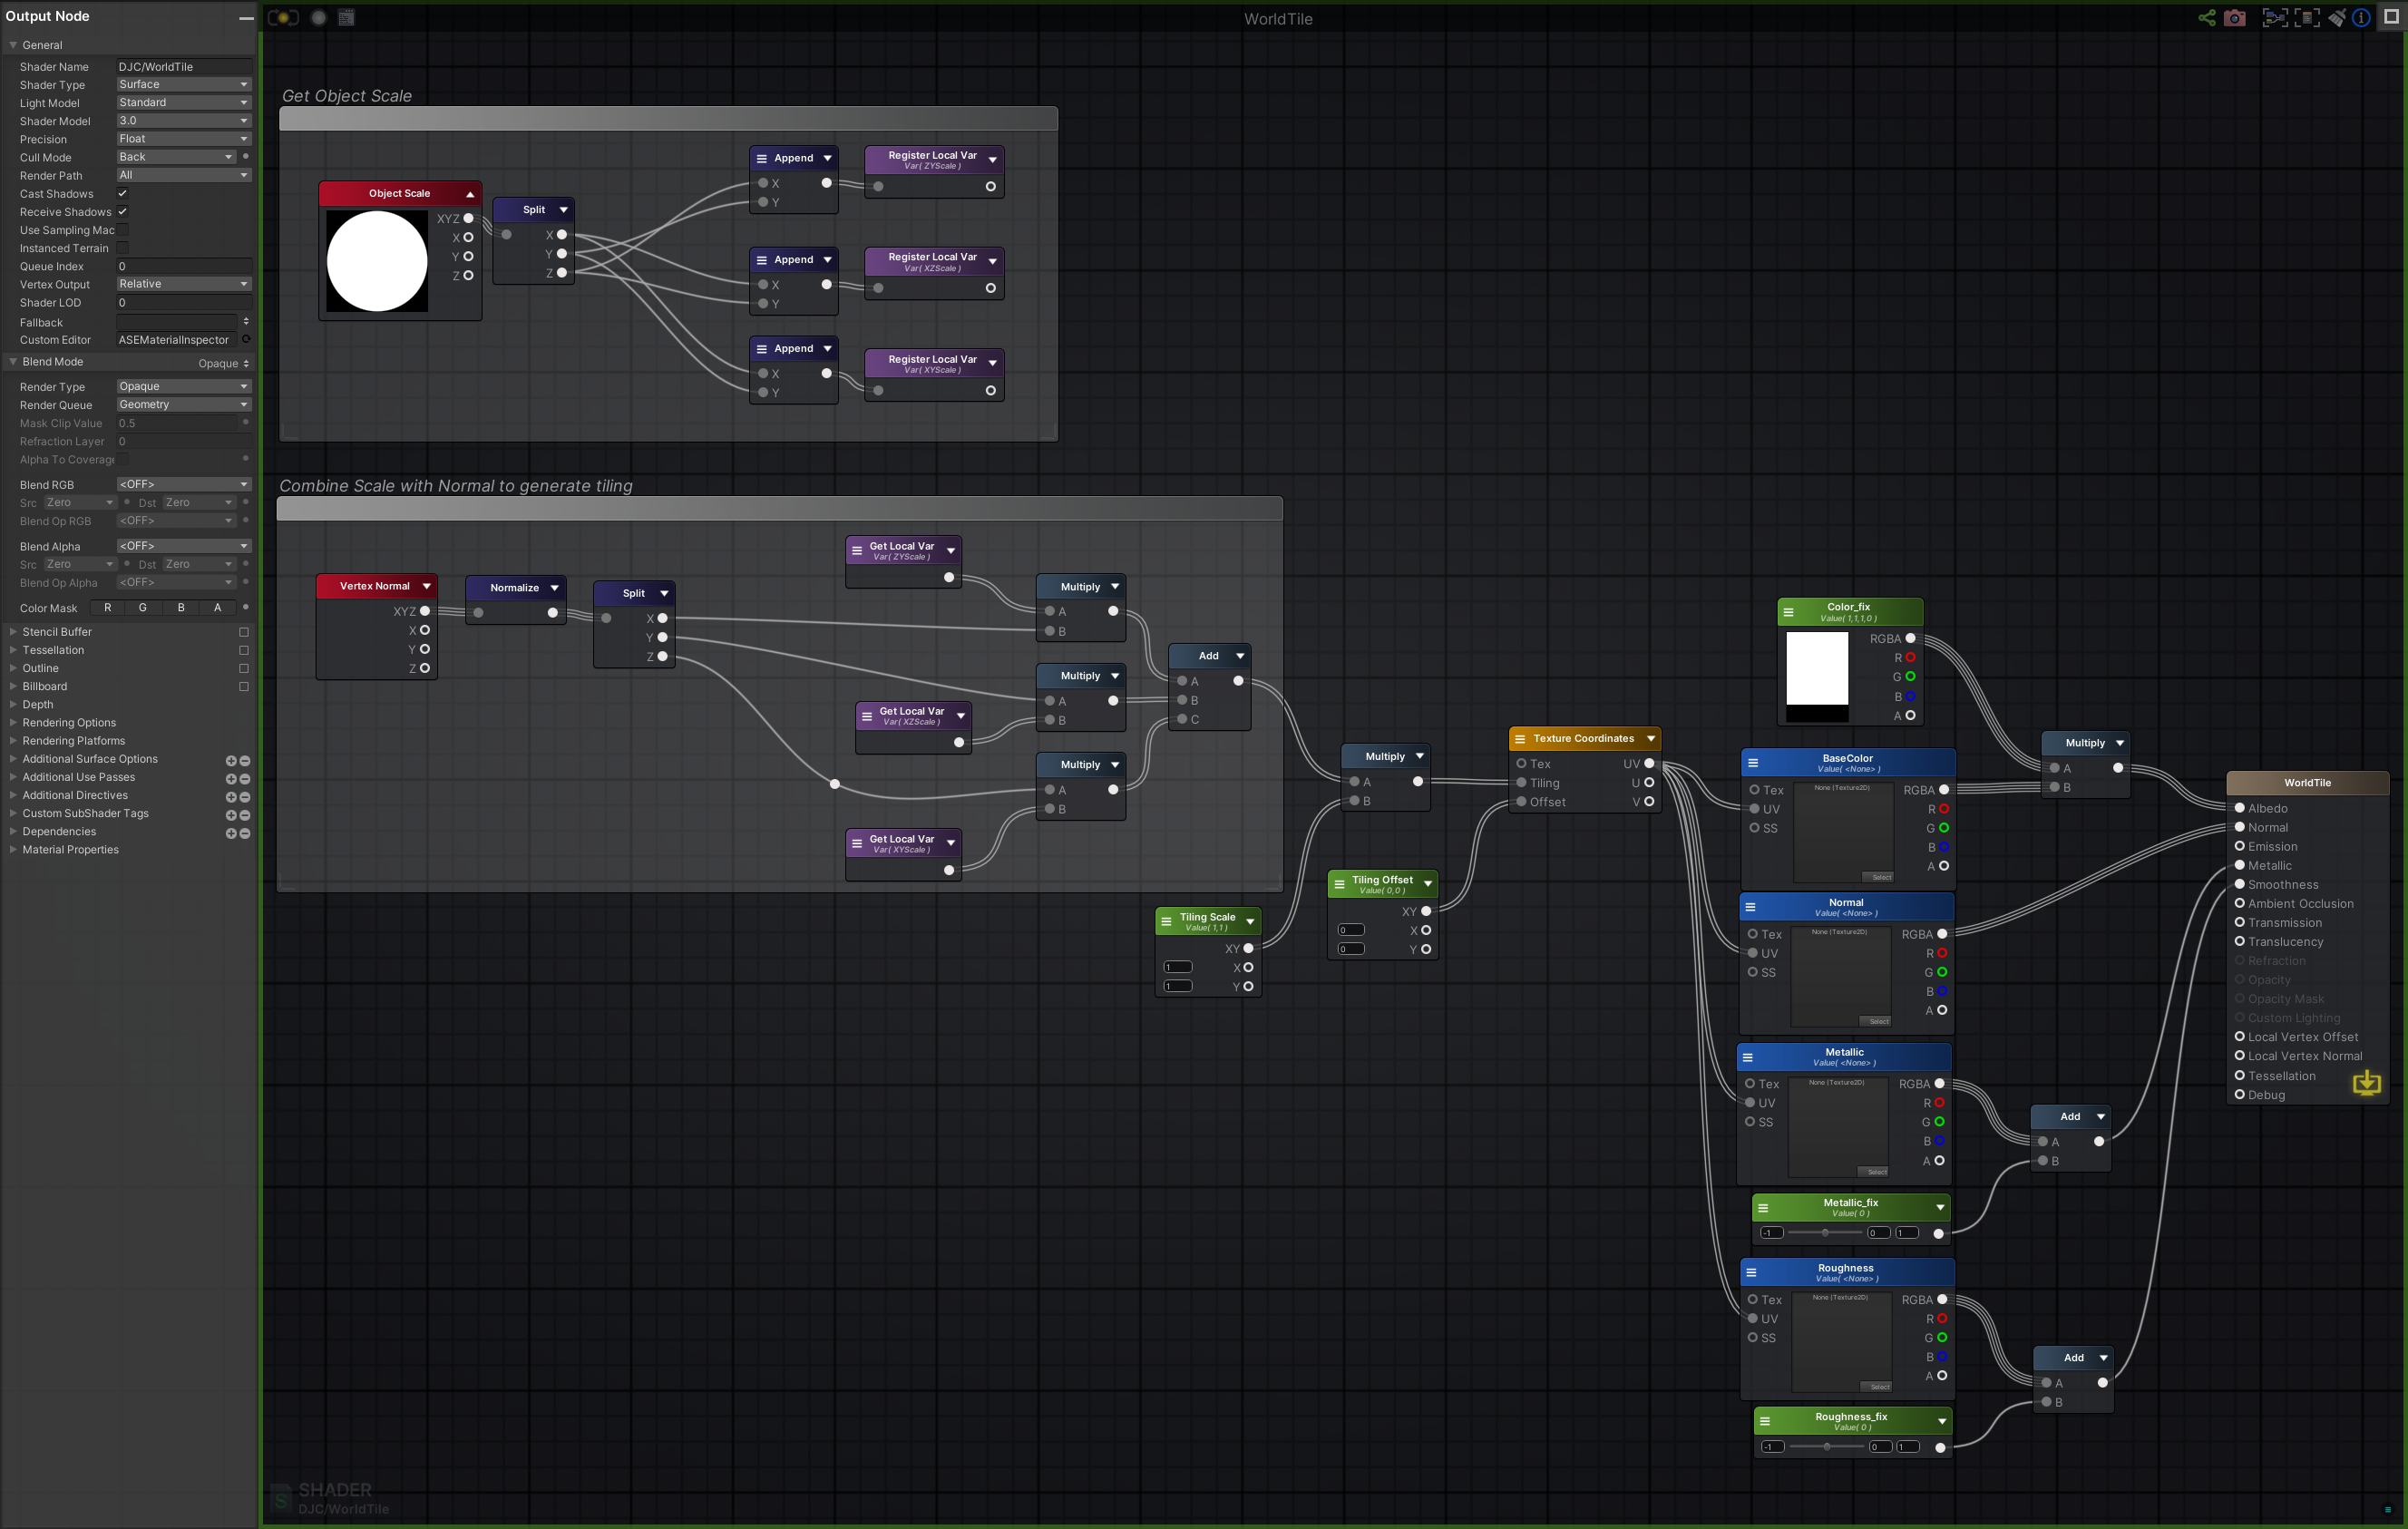 Output Node
General
Shader Name DJC/WorldTile
Shader Type Surface
Light Model Standard
Shader Model 3.0
Precision Float
Cull Mode Back
Render Path All
Cast Shadows
Receive Shadows
Use Sampling Mac
Instanced Terrain
Queue Index 0
Vertex Output Relative
Shader LOD 0
Fallback
Custom Editor ASEMaterialInspector
Blend Mode Opaque
Render Type Opaque
Render Queue Geometry
Mask Clip Value 0.5
Refraction Layer 0
Alpha To Coverage
Blend RGB <OFF>
Src Zero Dst Zero
Blend Op RGB <OFF>
Blend Alpha <OFF>
Src Zero Dst Zero
Blend Op Alpha <OFF>
Color Mask R G B A
Stencil Buffer
Tessellation
Outline
Billboard
Depth
Rendering Options
Rendering Platforms
Additional Surface Options
Additional Use Passes
Additional Directives
Custom SubShader Tags
Dependencies
Material Properties
WorldTile
Get Object Scale
Object Scale
XYZ
X
Y
Z
Split
X
Y
Z
Append
X
Y
Register Local Var
Var( ZYScale )
Append
X
Y
Register Local Var
Var( XZScale )
Append
X
Y
Register Local Var
Var( XYScale )
Combine Scale with Normal to generate tiling
Vertex Normal
XYZ
X
Y
Z
Normalize
Split
X
Y
Z
Get Local Var
Var( ZYScale )
Get Local Var
Var( XZScale )
Get Local Var
Var( XYScale )
Multiply
A
B
Multiply
A
B
Multiply
A
B
Add
A
B
C
Tiling Scale
Value( 1,1 )
XY
1 X
1 Y
Multiply
A
B
Tiling Offset
Value( 0,0 )
XY
0 X
0 Y
Texture Coordinates
Tex UV
Tiling U
Offset V
Color_fix
Value( 1,1,1,0 )
RGBA
R
G
B
A
BaseColor
Value( <None> )
None (Texture2D)
Tex RGBA
UV R
SS G
B
A
Select
Normal
Value( <None> )
None (Texture2D)
Tex RGBA
UV R
SS G
B
A
Select
Metallic
Value( <None> )
None (Texture2D)
Tex RGBA
UV R
SS G
B
A
Select
Metallic_fix
Value( 0 )
-1 0 1
Roughness
Value( <None> )
None (Texture2D)
Tex RGBA
UV R
SS G
B
A
Select
Roughness_fix
Value( 0 )
-1 0 1
Multiply
A
B
Add
A
B
Add
A
B
WorldTile
Albedo
Normal
Emission
Metallic
Smoothness
Ambient Occlusion
Transmission
Translucency
Refraction
Opacity
Opacity Mask
Custom Lighting
Local Vertex Offset
Local Vertex Normal
Tessellation
Debug
SHADER
DJC/WorldTile